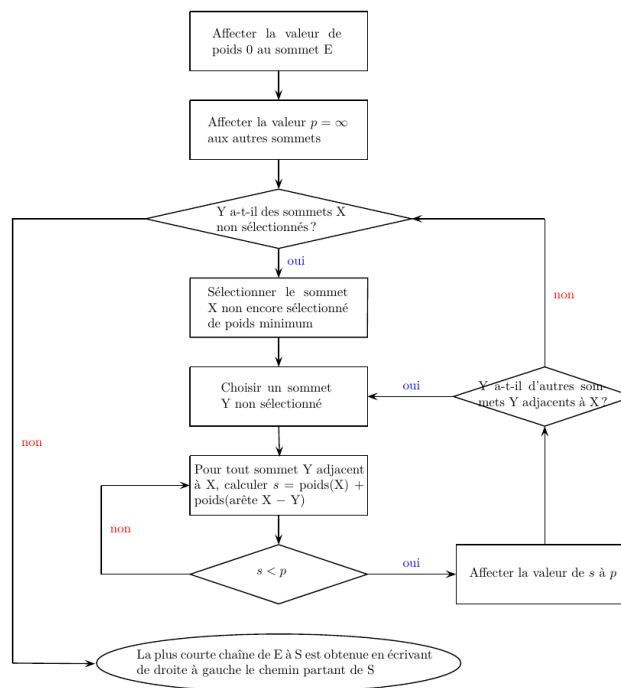 Affecter la valeur de
poids 0 au sommet E
Affecter la valeur p = ∞
aux autres sommets
Y a-t-il des sommets X
non sélectionnés ?
oui
Sélectionner le sommet
X non encore sélectionné
de poids minimum
non
Choisir un sommet
Y non sélectionné
oui
Y a-t-il d'autres som-
mets Y adjacents à X ?
non
Pour tout sommet Y adjacent
à X, calculer s = poids(X) +
poids(arête X − Y)
non
s < p
oui
Affecter la valeur de s à p
La plus courte chaîne de E à S est obtenue en écrivant
de droite à gauche le chemin partant de S